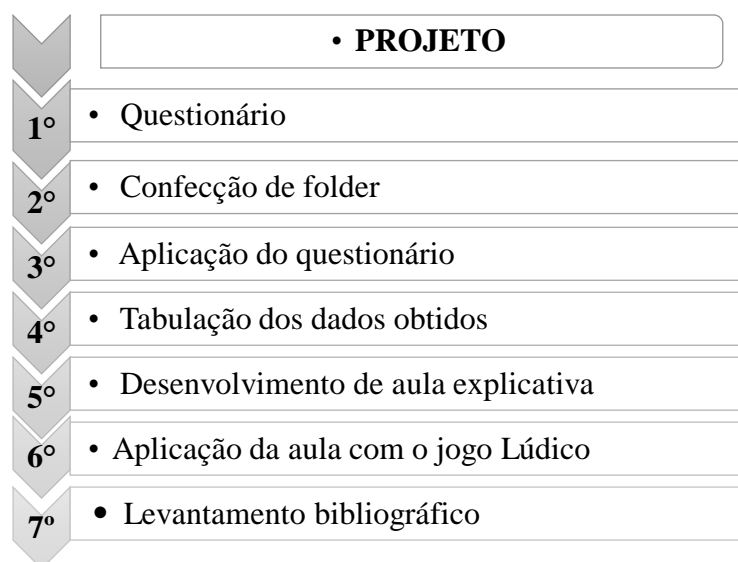 • PROJETO
1° • Questionário
2° • Confecção de folder
3° • Aplicação do questionário
4° • Tabulação dos dados obtidos
5° • Desenvolvimento de aula explicativa
6° • Aplicação da aula com o jogo Lúdico
7º • Levantamento bibliográfico